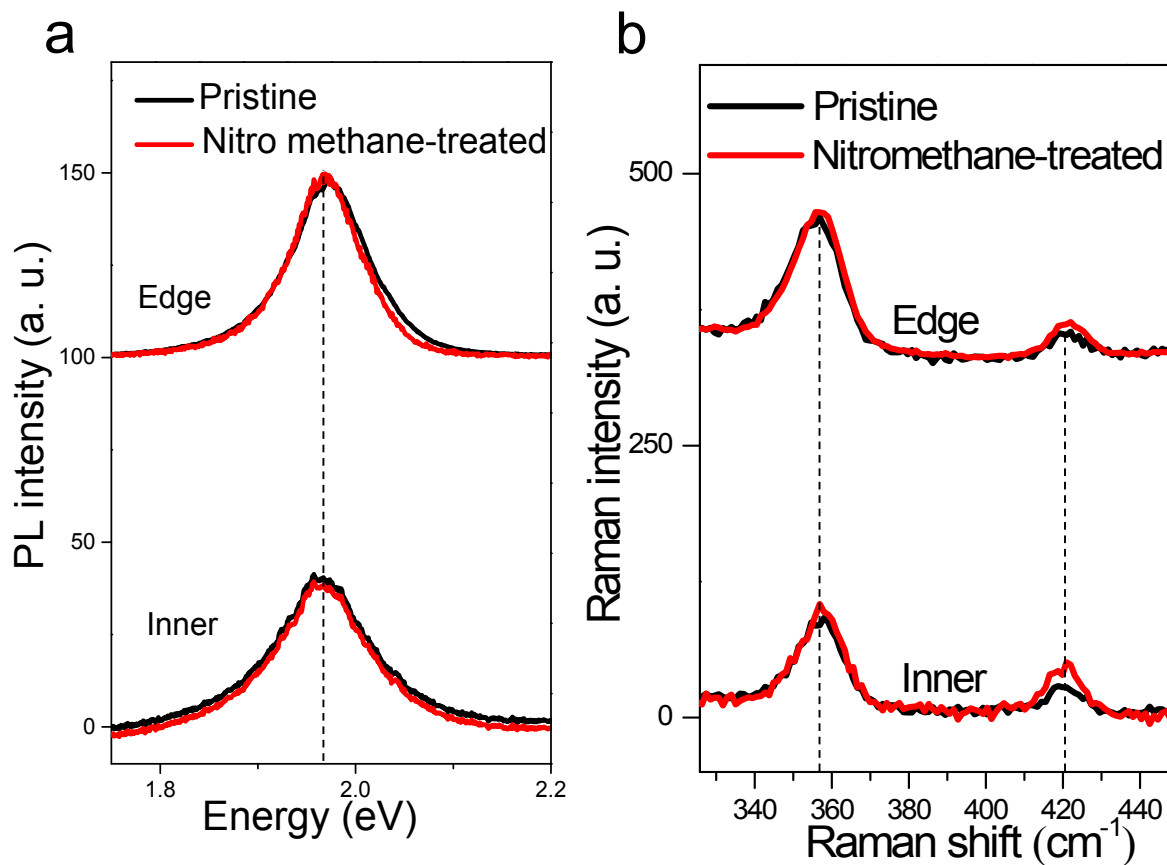 a
Pristine
Nitro methane-treated
150
100
50
0
Edge
Inner
1.8
2.0
2.2
PL intensity (a. u.)
Energy (eV)
b
Pristine
Nitromethane-treated
500
250
0
Edge
Inner
340
360
380
400
420
440
Raman intensity (a. u.)
Raman shift (cm⁻¹)